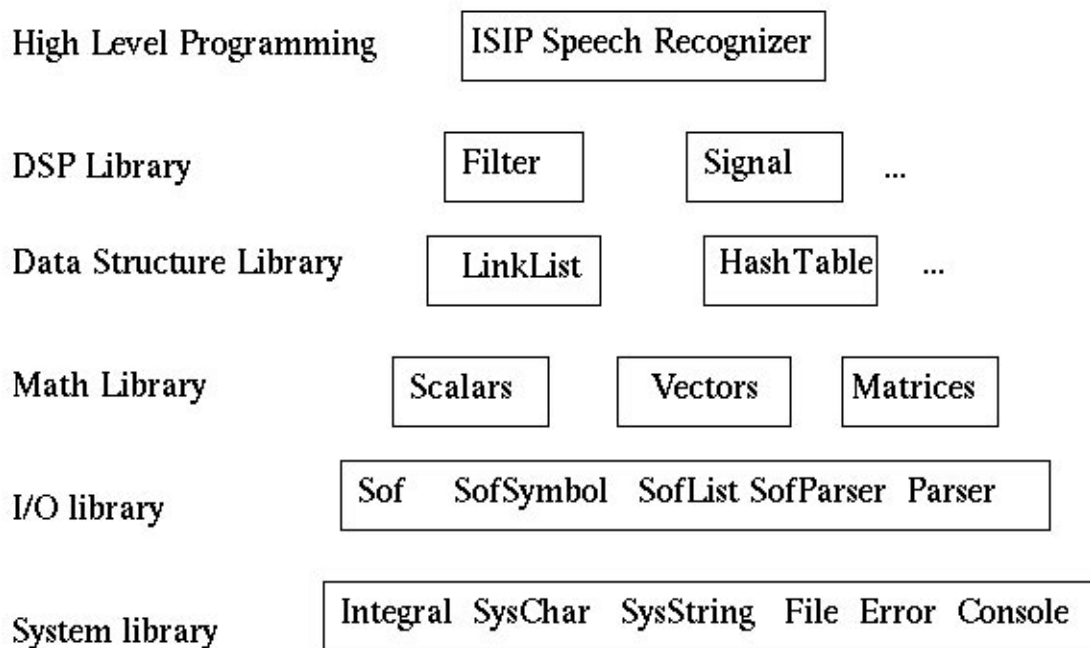 High Level Programming ISIP Speech Recognizer
DSP Library Filter Signal ...
Data Structure Library LinkList HashTable ...
Math Library Scalars Vectors Matrices
I/O library Sof SofSymbol SofList SofParser Parser
System library Integral SysChar SysString File Error Console